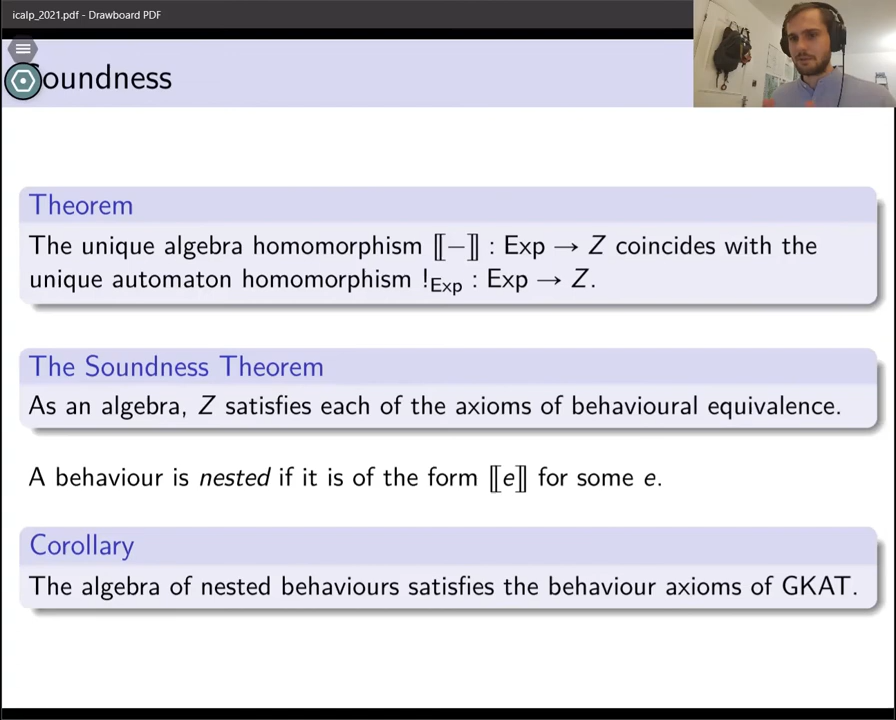 icalp_2021.pdf - Drawboard PDF
oundness
Theorem
The unique algebra homomorphism ⟦−⟧ : Exp → Z coincides with the
unique automaton homomorphism !Exp : Exp → Z.
The Soundness Theorem
As an algebra, Z satisfies each of the axioms of behavioural equivalence.
A behaviour is nested if it is of the form ⟦e⟧ for some e.
Corollary
The algebra of nested behaviours satisfies the behaviour axioms of GKAT.